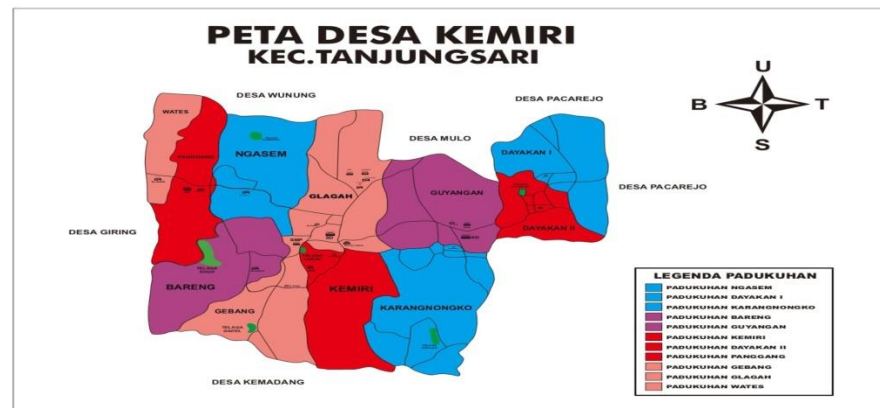 PETA DESA KEMIRI
KEC.TANJUNGSARI
DESA WUNUNG
DESA PACAREJO
DESA MULO
DESA PACAREJO
DESA GIRING
DESA KEMADANG
U
B
T
S
WATES
PANGGANG
NGASEM
GLAGAH
GUYANGAN
DAYAKAN I
DAYAKAN II
BARENG
GEBANG
KEMIRI
KARANGNONGKO
LEGENDA PADUKUHAN
PADUKUHAN NGASEM
PADUKUHAN DAYAKAN I
PADUKUHAN KARANGNONGKO
PADUKUHAN BARENG
PADUKUHAN GUYANGAN
PADUKUHAN KEMIRI
PADUKUHAN DAYAKAN II
PADUKUHAN PANGGANG
PADUKUHAN GEBANG
PADUKUHAN GLAGAH
PADUKUHAN WATES